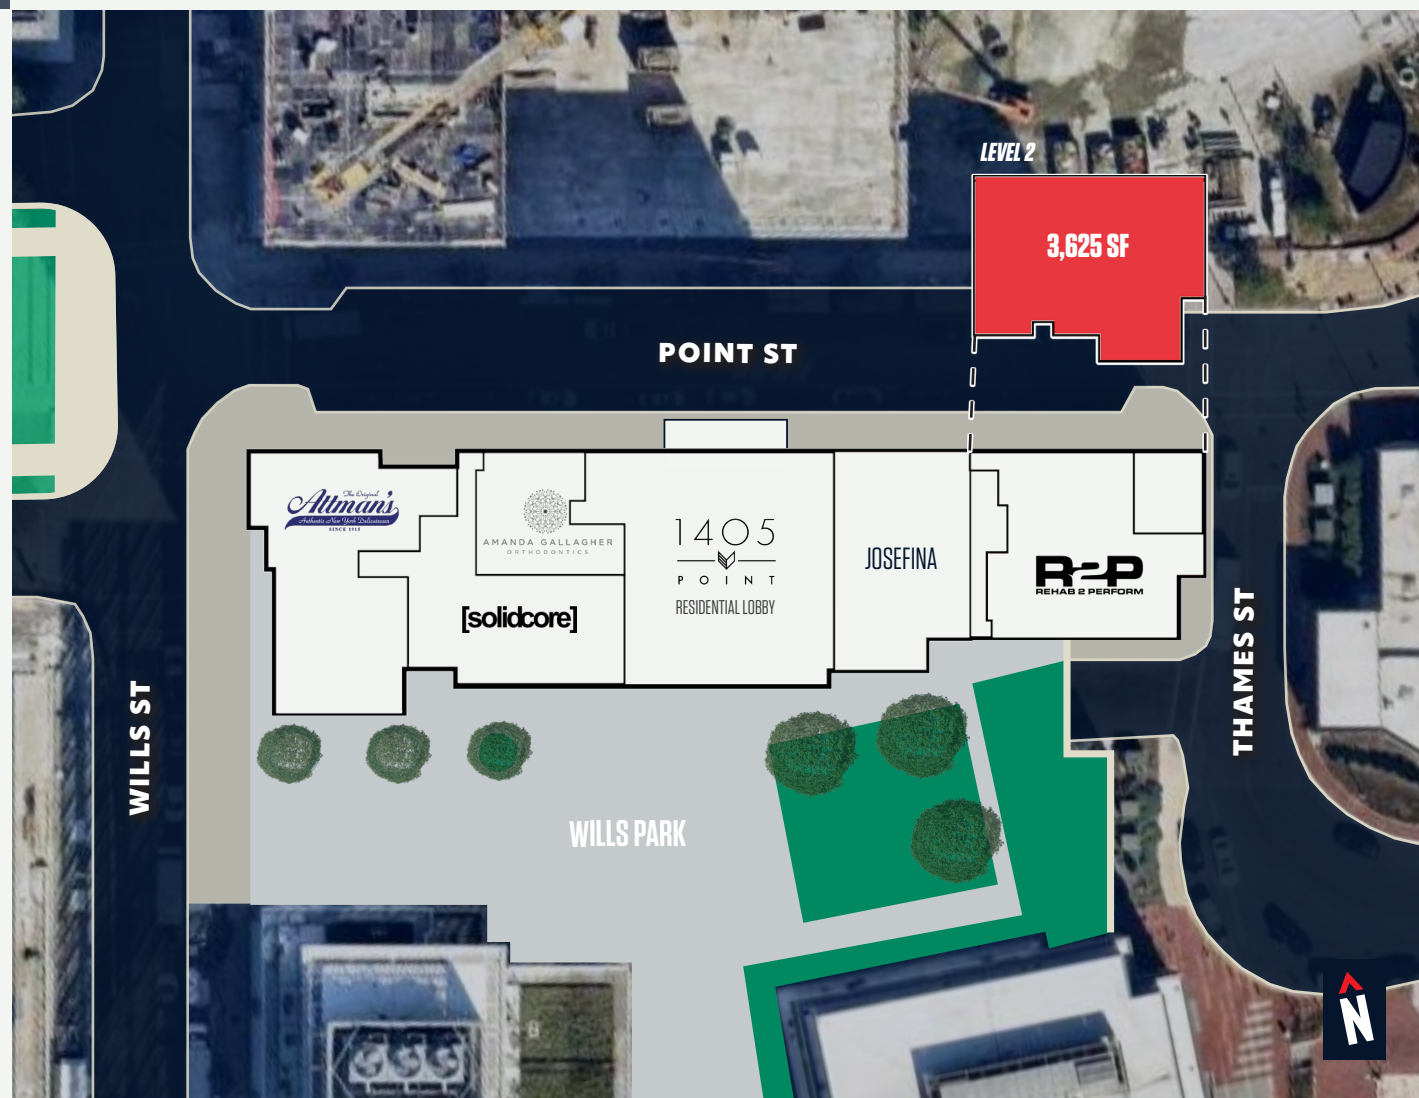 LEVEL 2
3,625 SF
POINT ST
The Original
Attman's
Authentic New York Delicatessen
SINCE 1915
AMANDA GALLAGHER
ORTHODONTICS
[solidcore]
1405
POINT
RESIDENTIAL LOBBY
JOSEFINA
R2P
REHAB 2 PERFORM
WILLS ST
THAMES ST
WILLS PARK
N